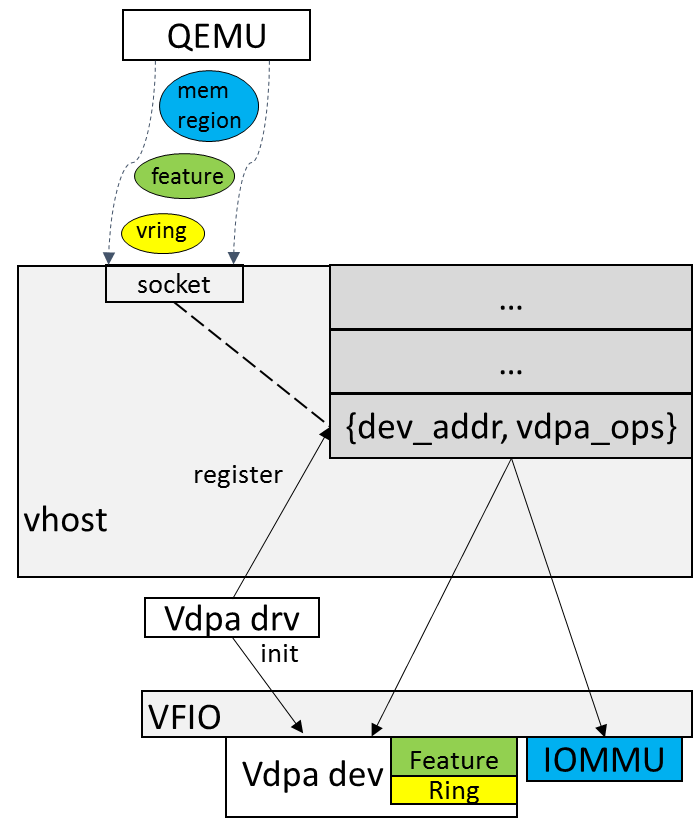 QEMU
mem
region
feature
vring
socket
...
...
{dev_addr, vdpa_ops}
register
vhost
Vdpa drv
init
VFIO
Vdpa dev
Feature
Ring
IOMMU